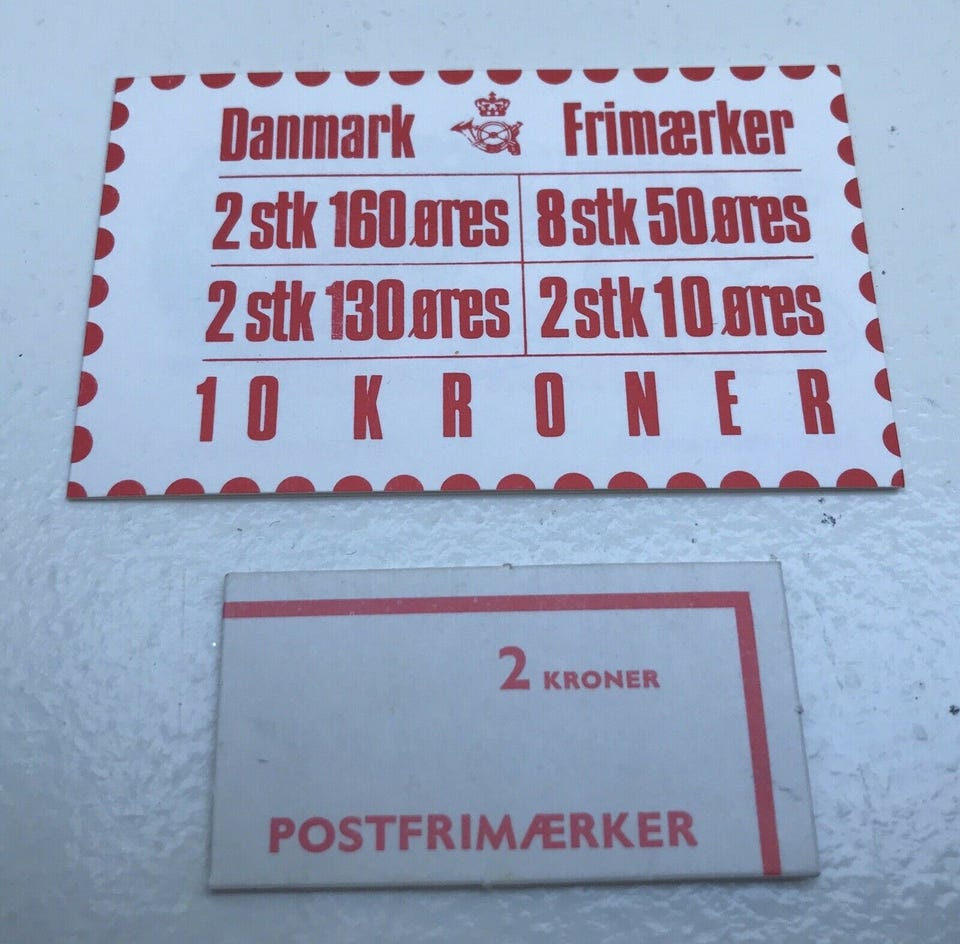 Danmark Frimærker
2 stk 160 øres 8 stk 50 øres
2 stk 130 øres 2 stk 10 øres
10 KRONER
2 KRONER
POSTFRIMÆRKER